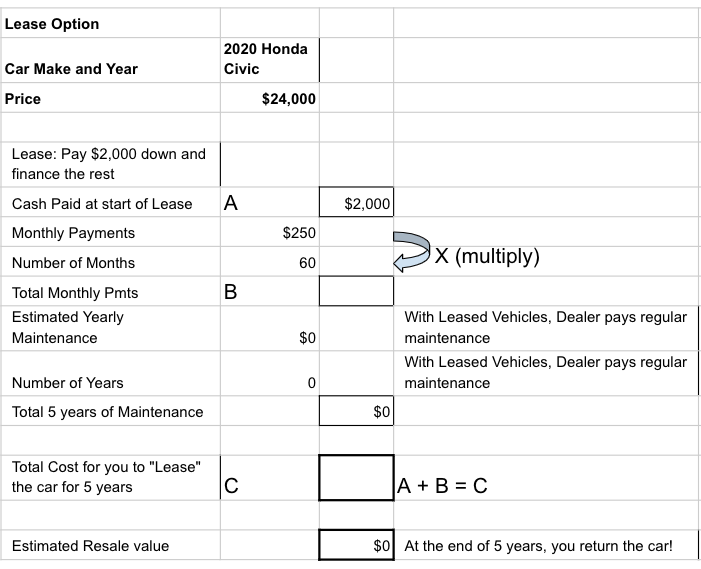 Lease Option
Car Make and Year
2020 Honda
Civic
Price
$24,000
Lease: Pay $2,000 down and
finance the rest
Cash Paid at start of Lease
A
$2,000
Monthly Payments
$250
Number of Months
60
X (multiply)
Total Monthly Pmts
B
Estimated Yearly
Maintenance
$0
With Leased Vehicles, Dealer pays regular
maintenance
Number of Years
0
With Leased Vehicles, Dealer pays regular
maintenance
Total 5 years of Maintenance
$0
Total Cost for you to "Lease"
the car for 5 years
C
A + B = C
Estimated Resale value
$0
At the end of 5 years, you return the car!